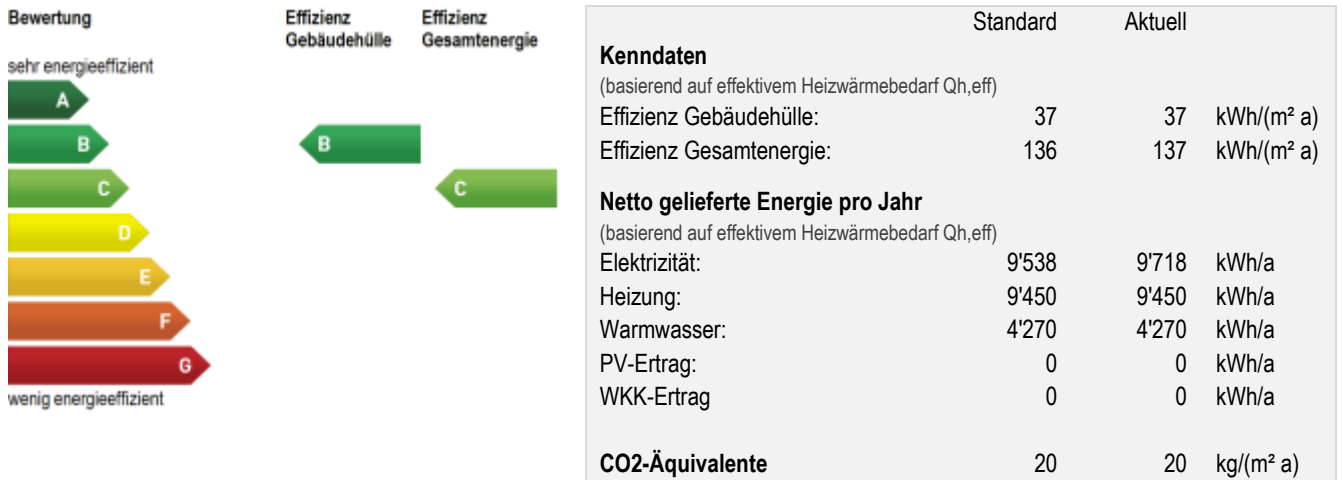 Bewertung
Effizienz
Gebäudehülle
Effizienz
Gesamtenergie
sehr energieeffizient
A
B
C
D
E
F
G
wenig energieeffizient
B
C
Standard Aktuell
Kenndaten
(basierend auf effektivem Heizwärmebedarf Qh,eff)
Effizienz Gebäudehülle: 37 37 kWh/(m² a)
Effizienz Gesamtenergie: 136 137 kWh/(m² a)
Netto gelieferte Energie pro Jahr
(basierend auf effektivem Heizwärmebedarf Qh,eff)
Elektrizität: 9'538 9'718 kWh/a
Heizung: 9'450 9'450 kWh/a
Warmwasser: 4'270 4'270 kWh/a
PV-Ertrag: 0 0 kWh/a
WKK-Ertrag 0 0 kWh/a
CO2-Äquivalente 20 20 kg/(m² a)